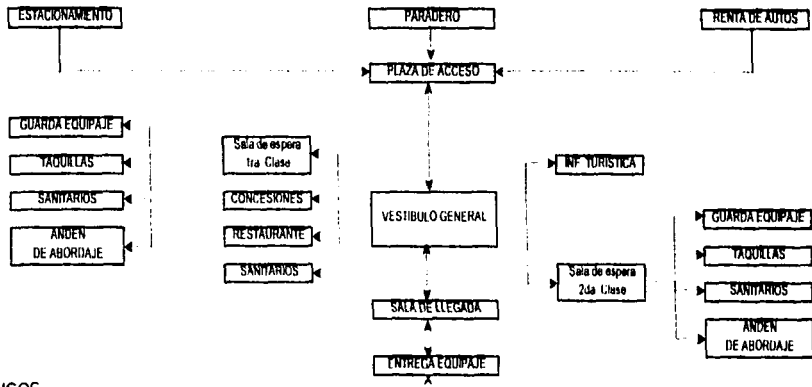 ESTACIONAMIENTO
PARADERO
RENTA DE AUTOS
PLAZA DE ACCESO
GUARDA EQUIPAJE
TAQUILLAS
SANITARIOS
ANDEN
DE ABORDAJE
Sala de espera
1ra Clase
CONCESIONES
RESTAURANTE
SANITARIOS
VESTIBULO GENERAL
SALA DE LLEGADA
ENTREGA EQUIPAJE
INF TURISTICA
Sala de espera
2da Clase
GUARDA EQUIPAJE
TAQUILLAS
SANITARIOS
ANDEN
DE ABORDAJE